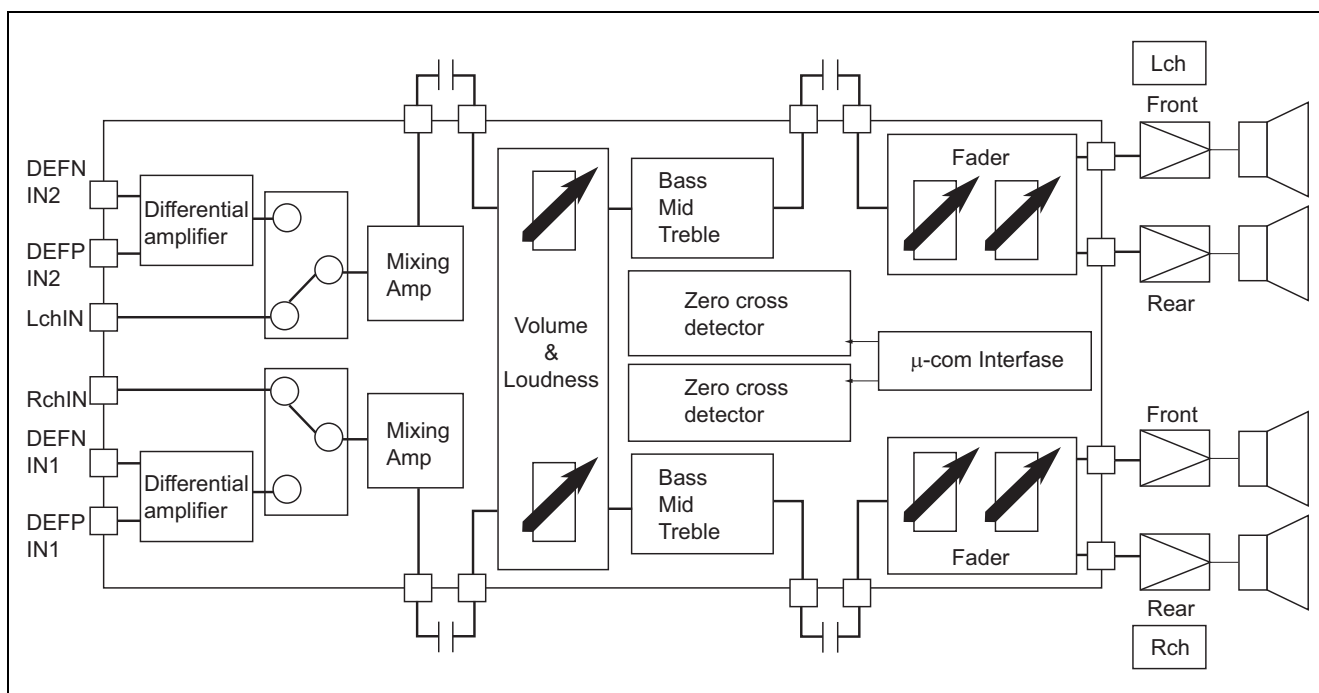 Lch
Front
DEFN
IN2
Differential
amplifier
DEFP
IN2
LchIN
Mixing
Amp
Bass
Mid
Treble
Fader
Rear
Zero cross
detector
Volume
&
Loudness
μ-com Interfase
Zero cross
detector
RchIN
DEFN
IN1
Differential
amplifier
DEFP
IN1
Mixing
Amp
Bass
Mid
Treble
Fader
Front
Rear
Rch